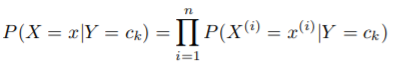 P(X = x|Y = c_k) = \prod_{i=1}^{n} P(X^{(i)} = x^{(i)}|Y = c_k)